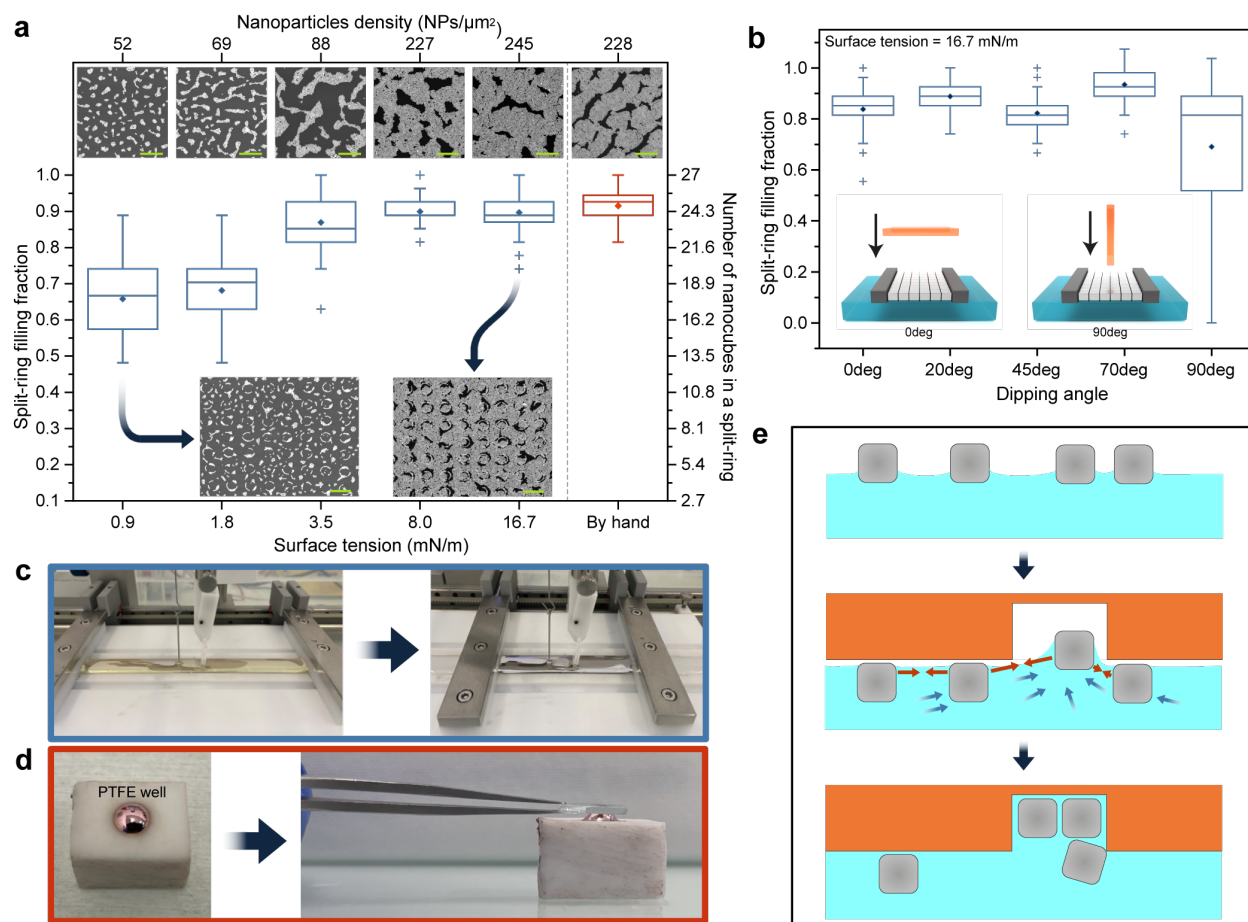 a
Nanoparticles density (NPs/μm²)
52 69 88 227 245 228
Split-ring filling fraction
1.0
0.9
0.8
0.7
0.6
0.5
0.4
0.3
0.2
0.1
27
24.3
21.6
18.9
16.2
13.5
10.8
8.1
5.4
2.7
Number of nanocubes in a split-ring
0.9 1.8 3.5 8.0 16.7 By hand
Surface tension (mN/m)
b
Surface tension = 16.7 mN/m
Split-ring filling fraction
1.0
0.8
0.6
0.4
0.2
0.0
0deg
90deg
0deg 20deg 45deg 70deg 90deg
Dipping angle
c
d
PTFE well
e